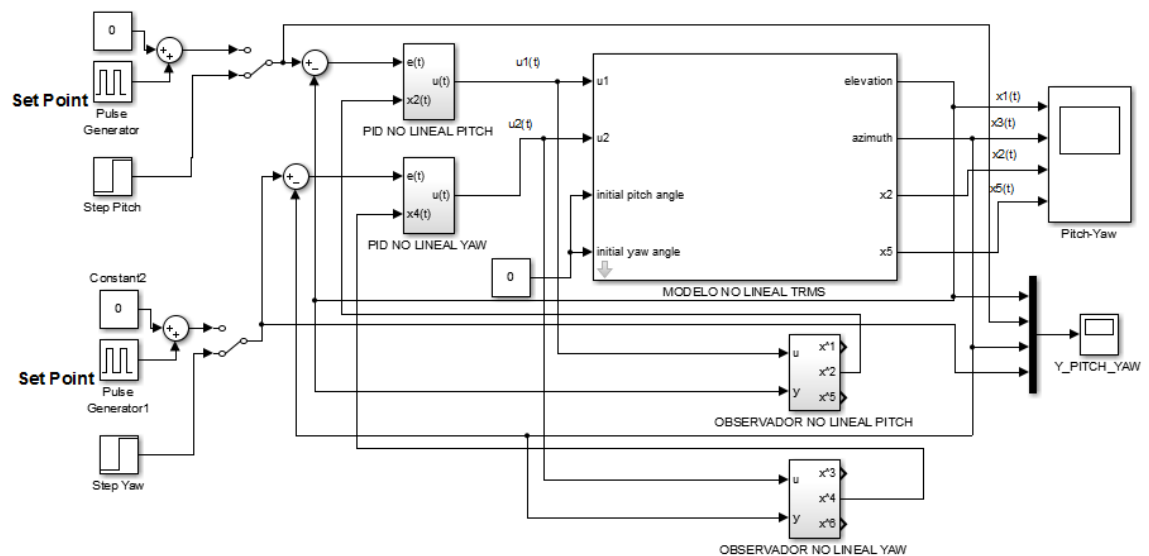 0
+
+
Set Point
Pulse
Generator
Step Pitch
+
−
e(t)
u(t)
x2(t)
PID NO LINEAL PITCH
u1(t)
u2(t)
+
−
e(t)
u(t)
x4(t)
PID NO LINEAL YAW
u1
u2
initial pitch angle
initial yaw angle
elevation
azimuth
x2
x5
MODELO NO LINEAL TRMS
0
x1(t)
x3(t)
x2(t)
x5(t)
Pitch-Yaw
Constant2
0
+
+
Set Point
Pulse
Generator1
Step Yaw
u
y
x^1
x^2
x^5
OBSERVADOR NO LINEAL PITCH
Y_PITCH_YAW
u
y
x^3
x^4
x^6
OBSERVADOR NO LINEAL YAW